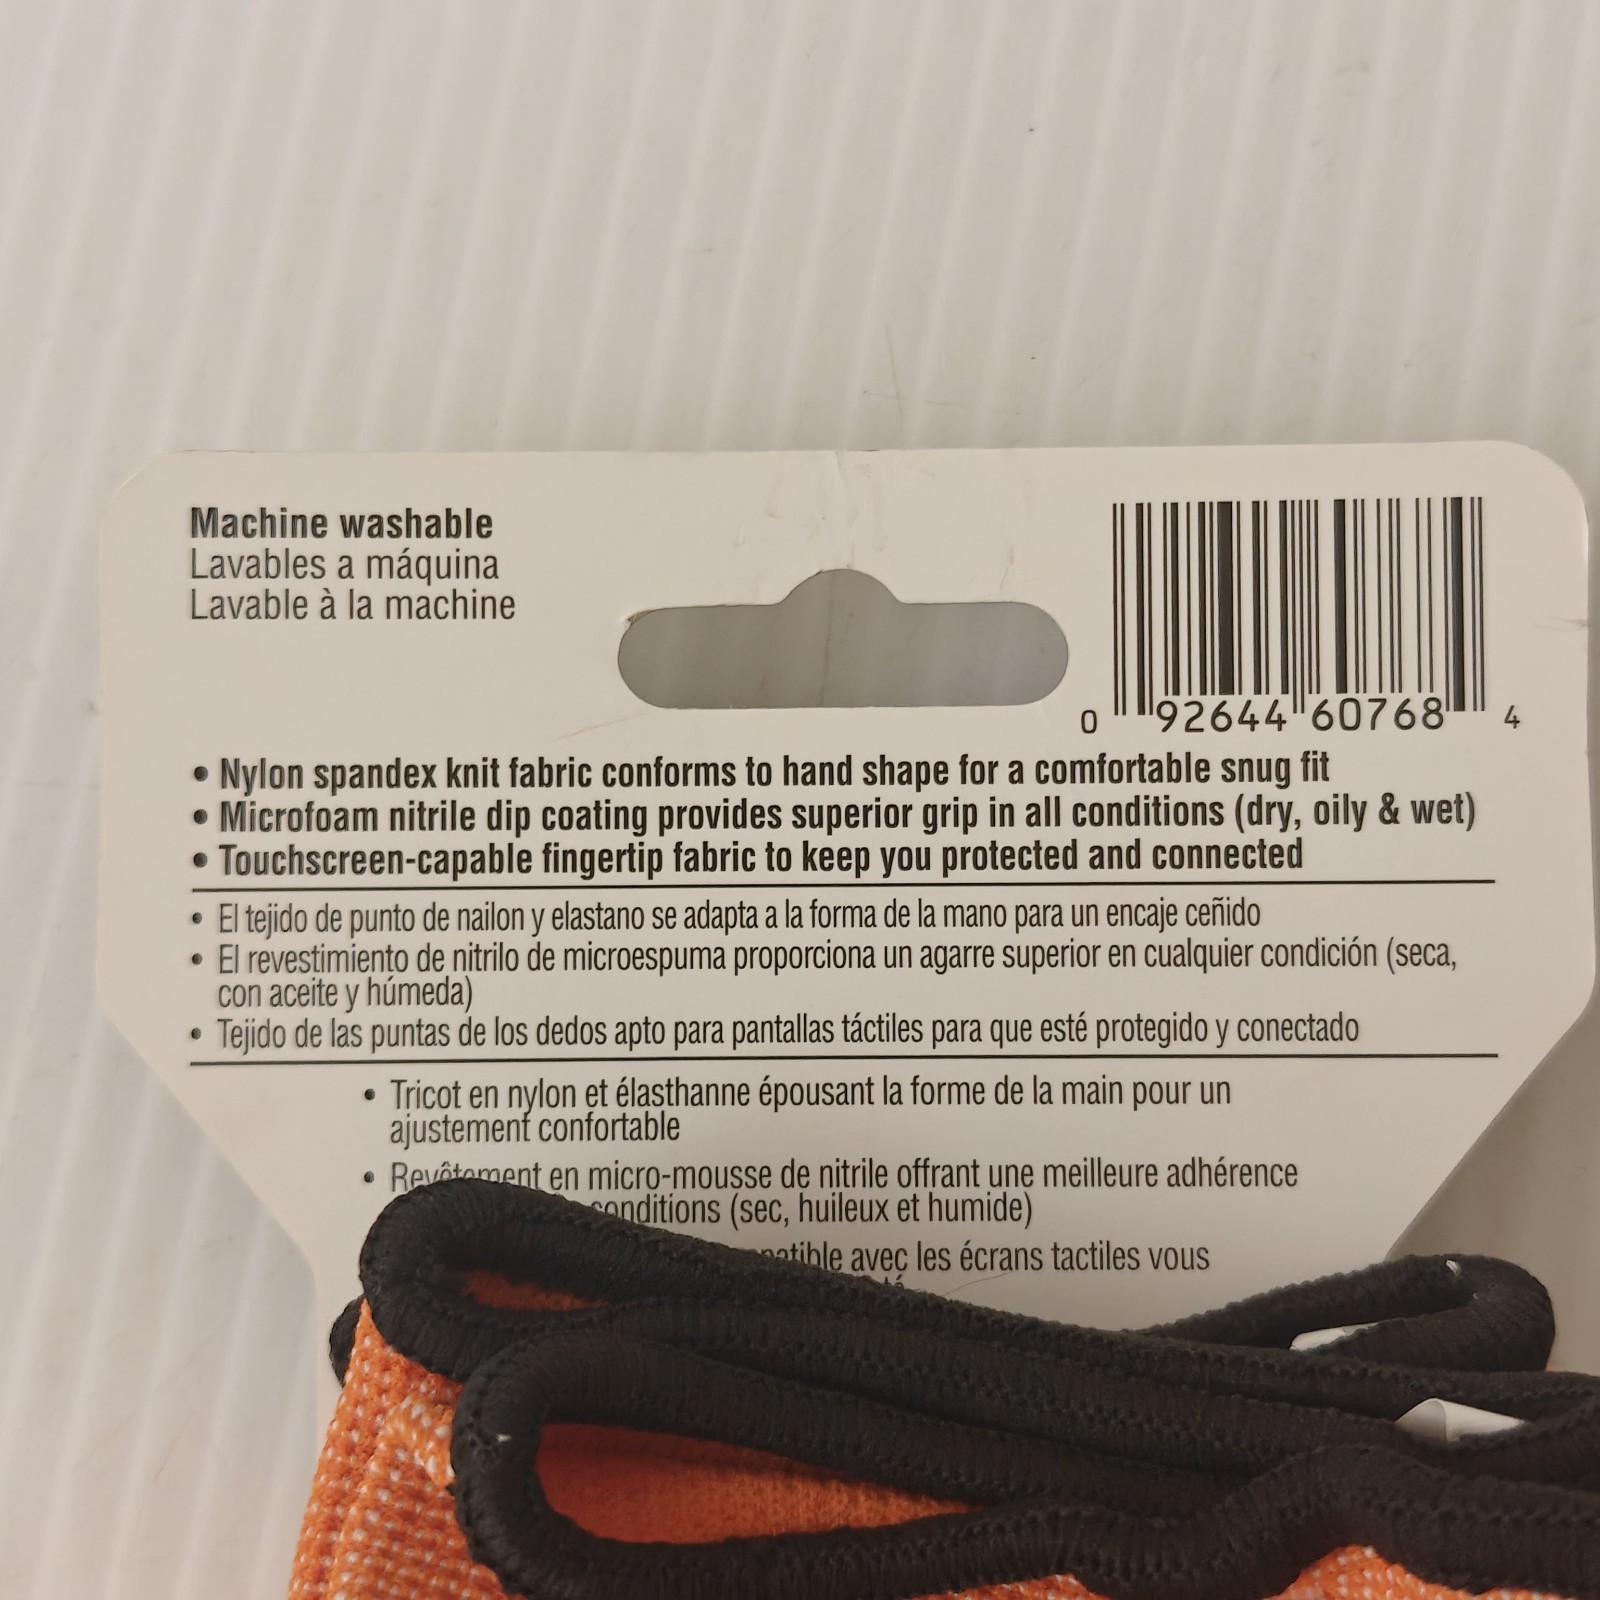 Machine washable
Lavables a máquina
Lavable à la machine
0 92644 60768 4
• Nylon spandex knit fabric conforms to hand shape for a comfortable snug fit
• Microfoam nitrile dip coating provides superior grip in all conditions (dry, oily & wet)
• Touchscreen-capable fingertip fabric to keep you protected and connected
• El tejido de punto de nailon y elastano se adapta a la forma de la mano para un encaje ceñido
• El revestimiento de nitrilo de microespuma proporciona un agarre superior en cualquier condición (seca,
con aceite y húmeda)
• Tejido de las puntas de los dedos apto para pantallas táctiles para que esté protegido y conectado
• Tricot en nylon et élasthanne épousant la forme de la main pour un
ajustement confortable
• Revêtement en micro-mousse de nitrile offrant une meilleure adhérence
conditions (sec, huileux et humide)
avec les écrans tactiles vous